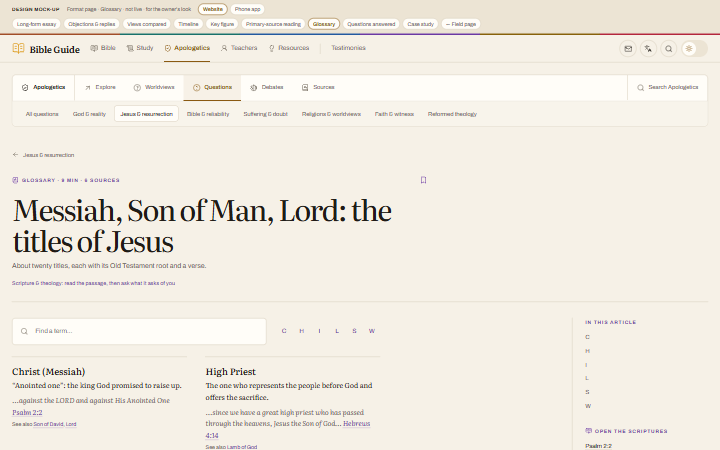 DESIGN MOCK-UP Format page · Glossary · not live · for the owner's look Website Phone app
Long-form essay Objections & replies Views compared Timeline Key figure Primary-source reading Glossary Questions answered Case study — Field page
Bible Guide Bible Study Apologetics Teachers Resources Testimonies
Apologetics Explore Worldviews Questions Debates Sources Search Apologetics
All questions God & reality Jesus & resurrection Bible & reliability Suffering & doubt Religions & worldviews Faith & witness Reformed theology
← Jesus & resurrection
GLOSSARY · 8 MIN · 6 SOURCES
Messiah, Son of Man, Lord: the
titles of Jesus
About twenty titles, each with its Old Testament root and a verse.
Scripture & theology: read the passage, then ask what it asks of you
Find a term...
C H I L S W
IN THIS ARTICLE
C
H
I
L
S
W
OPEN THE SCRIPTURES
Psalm 2:2
Christ (Messiah)
"Anointed one": the king God promised to raise up.
...against the LORD and against His Anointed One
Psalm 2:2
See also Son of David, Lord
High Priest
The one who represents the people before God and
offers the sacrifice.
...since we have a great high priest who has passed
through the heavens, Jesus the Son of God... Hebrews
4:14
See also Lamb of God